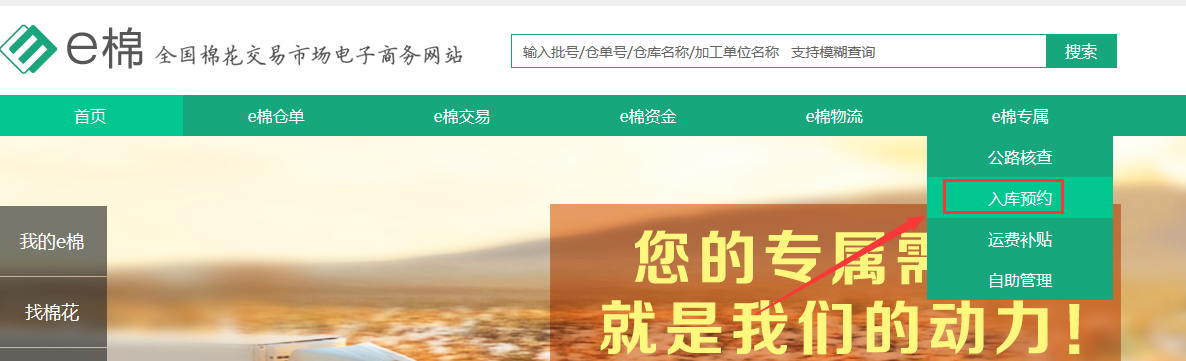 e棉 全国棉花交易市场电子商务网站
输入批号/仓单号/仓库名称/加工单位名称 支持模糊查询 搜索
首页 e棉仓单 e棉交易 e棉资金 e棉物流 e棉专属
公路核查
入库预约
运费补贴
自助管理
我的e棉
找棉花
您的专属需
就是我们的动力!